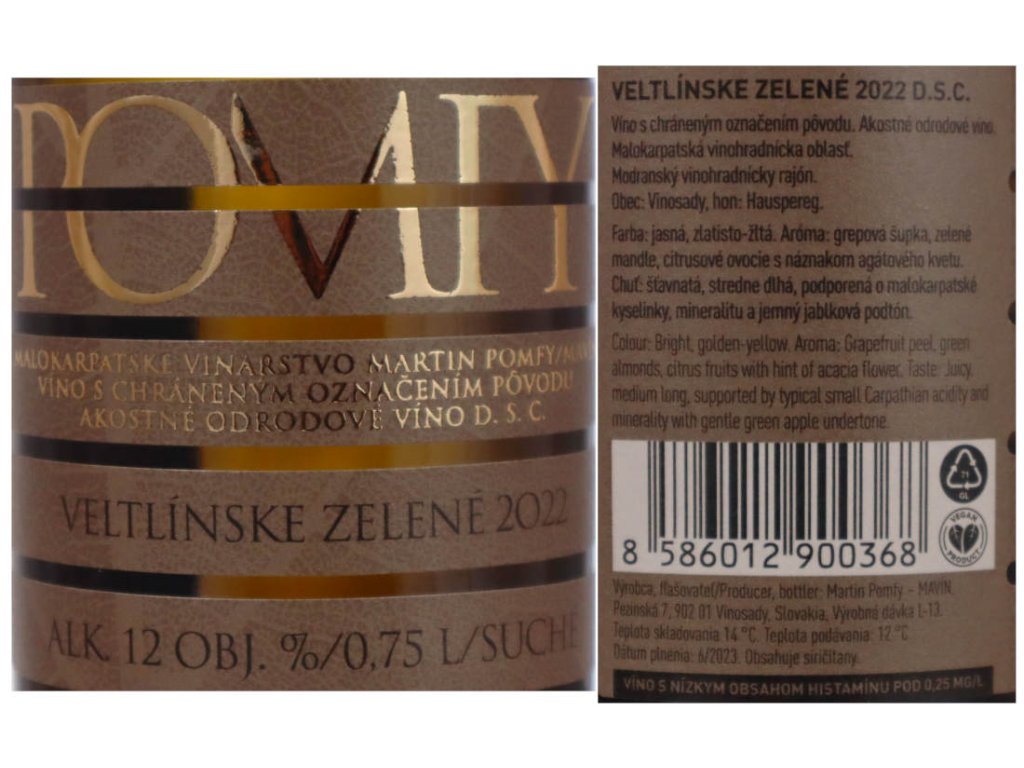 POMFY
MALOKARPATSKÉ VINÁRSTVO MARTIN POMFY/
VÍNO S CHRÁNENÝM OZNAČENÍM PÔVODU
AKOSTNÉ ODRODOVÉ VÍNO D. S. C.
VELTLÍNSKE ZELENÉ 2022
ALK. 12 OBJ. %/0,75 L/SUCHÉ
VELTLÍNSKE ZELENÉ 2022 D.S.C.
Víno s chráneným označením pôvodu. Akostné odrodové víno.
Malokarpatská vinohradnícka oblasť.
Modranský vinohradnícky rajón.
Obec: Vinosady, hon: Hauspereg.
Farba: jasná, zlatisto-žltá. Aróma: grepová šupka, zelené
mandle, citrusové ovocie s náznakom agátového kvetu.
Chuť: šťavnatá, stredne dlhá, podporená o malokarpatské
kyselinky, mineralitu a jemný jablková podtón.
Colour: Bright, golden-yellow. Aroma: Grapefruit peel, green
almonds, citrus fruits with hint of acacia flower. Taste: Juicy,
medium long, supported by typical small Carpathian acidity and
minerality with gentle green apple undertone.
71
GL
VEGAN
PRODUCT
8 586012 900368
Výrobca, fľašovateľ/Producer, bottler: Martin Pomfy – MAVÍN,
Pezinská 7, 902 01 Vinosady, Slovakia, Výrobná dávka L-13.
Teplota skladovania 14 °C. Teplota podávania: 12 °C
Dátum plnenia: 6/2023. Obsahuje siričitany.
VÍNO S NÍZKYM OBSAHOM HISTAMÍNU POD 0,25 MG/L